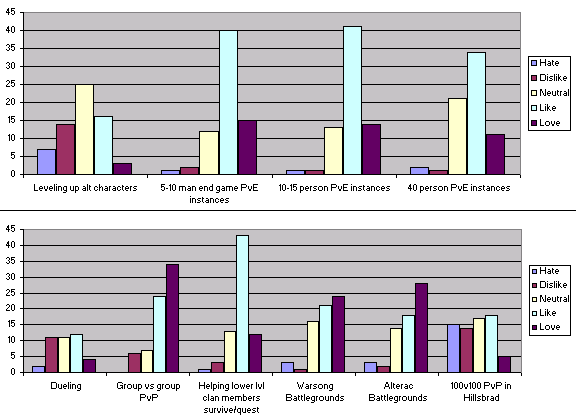 45
40
35
30
25
20
15
10
5
0
Hate
Dislike
Neutral
Like
Love
Leveling up alt characters
5-10 man end game PvE
instances
10-15 person PvE instances
40 person PvE instances
45
40
35
30
25
20
15
10
5
0
Hate
Dislike
Neutral
Like
Love
Dueling
Group vs group
PvP
Helping lower lvl
clan members
survive/quest
Warsong
Battlegrounds
Alterac
Battlegrounds
100v100 PvP in
Hillsbrad